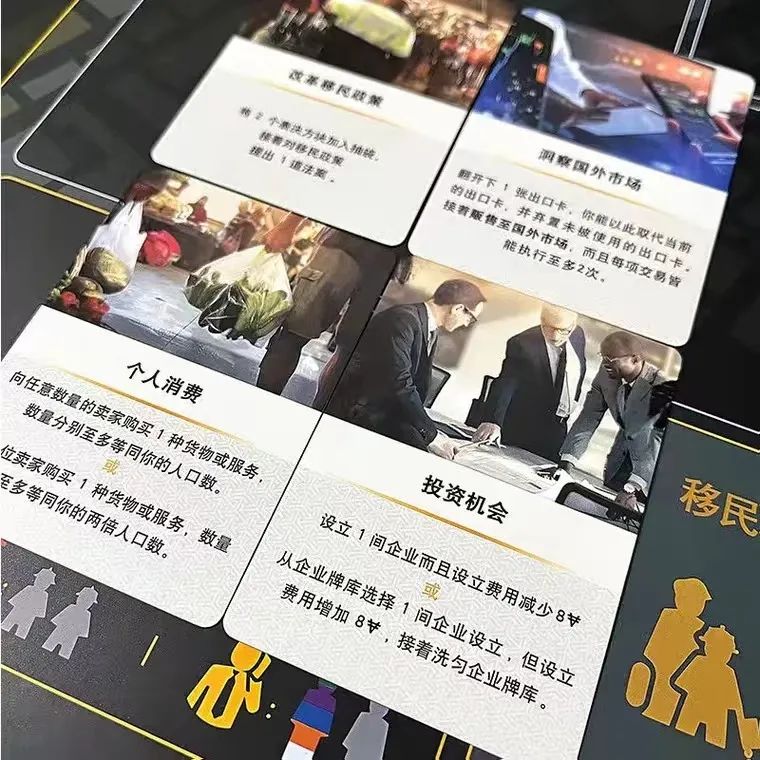 改革移民政策
将 2 个表决方块加入抽袋，
接着对移民政策
提出 1 道法案。
洞察国外市场
翻开下 1 张出口卡，你能以此取代当前
的出口卡，并弃置未被使用的出口卡。
接着贩售至国外市场，而且每项交易皆
能执行至多2次。
个人消费
向任意数量的卖家购买 1 种货物或服务，
数量分别至多等同你的人口数。
或
位卖家购买 1 种货物或服务，数量
至多等同你的两倍人口数。
投资机会
设立 1 间企业而且设立费用减少 8₩
或
从企业牌库选择 1 间企业设立，但设立
费用增加 8₩，接着洗匀企业牌库。
移民